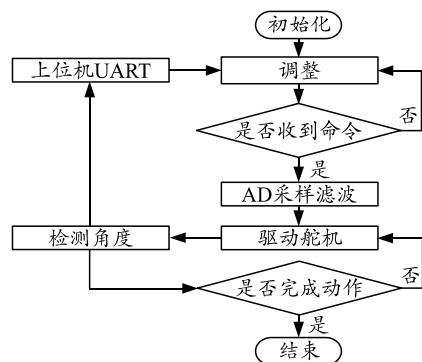 初始化
上位机UART
调整
否
是否收到命令
是
AD采样滤波
检测角度
驱动舵机
否
是否完成动作
是
结束